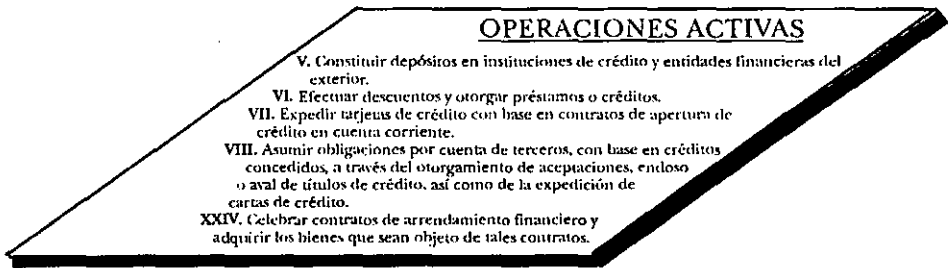 OPERACIONES ACTIVAS
V. Constituir depósitos en instituciones de crédito y entidades financieras del
exterior.
VI. Efectuar descuentos y otorgar préstamos o créditos.
VII. Expedir tarjetas de crédito con base en contratos de apertura de
crédito en cuenta corriente.
VIII. Asumir obligaciones por cuenta de terceros, con base en créditos
concedidos, a través del otorgamiento de aceptaciones, endoso
o aval de títulos de crédito, así como de la expedición de
cartas de crédito.
XXIV. Celebrar contratos de arrendamiento financiero y
adquirir los bienes que sean objeto de tales contratos.